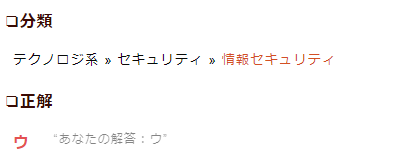 ❏分類
テクノロジ系 » セキュリティ » 情報セキュリティ
❏正解
ウ “あなたの解答：ウ”